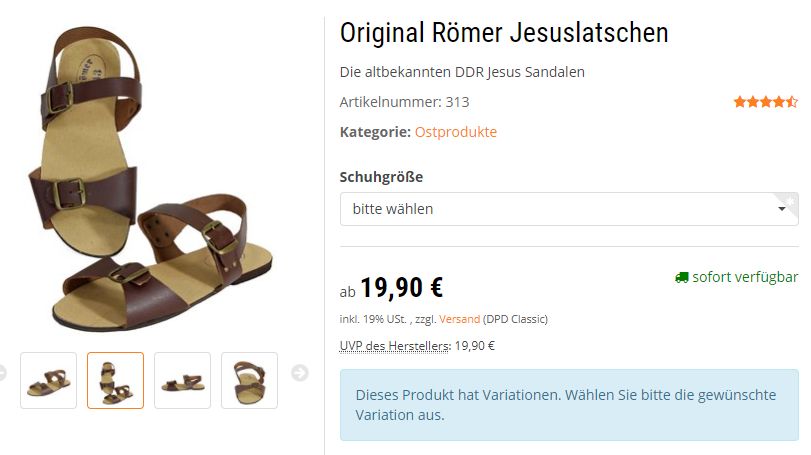 Original Römer Jesuslatschen
Die altbekannten DDR Jesus Sandalen
Artikelnummer: 313
Kategorie: Ostprodukte
Schuhgröße
bitte wählen
ab 19,90 €
sofort verfügbar
inkl. 19% USt. , zzgl. Versand (DPD Classic)
UVP des Herstellers: 19,90 €
Dieses Produkt hat Variationen. Wählen Sie bitte die gewünschte
Variation aus.